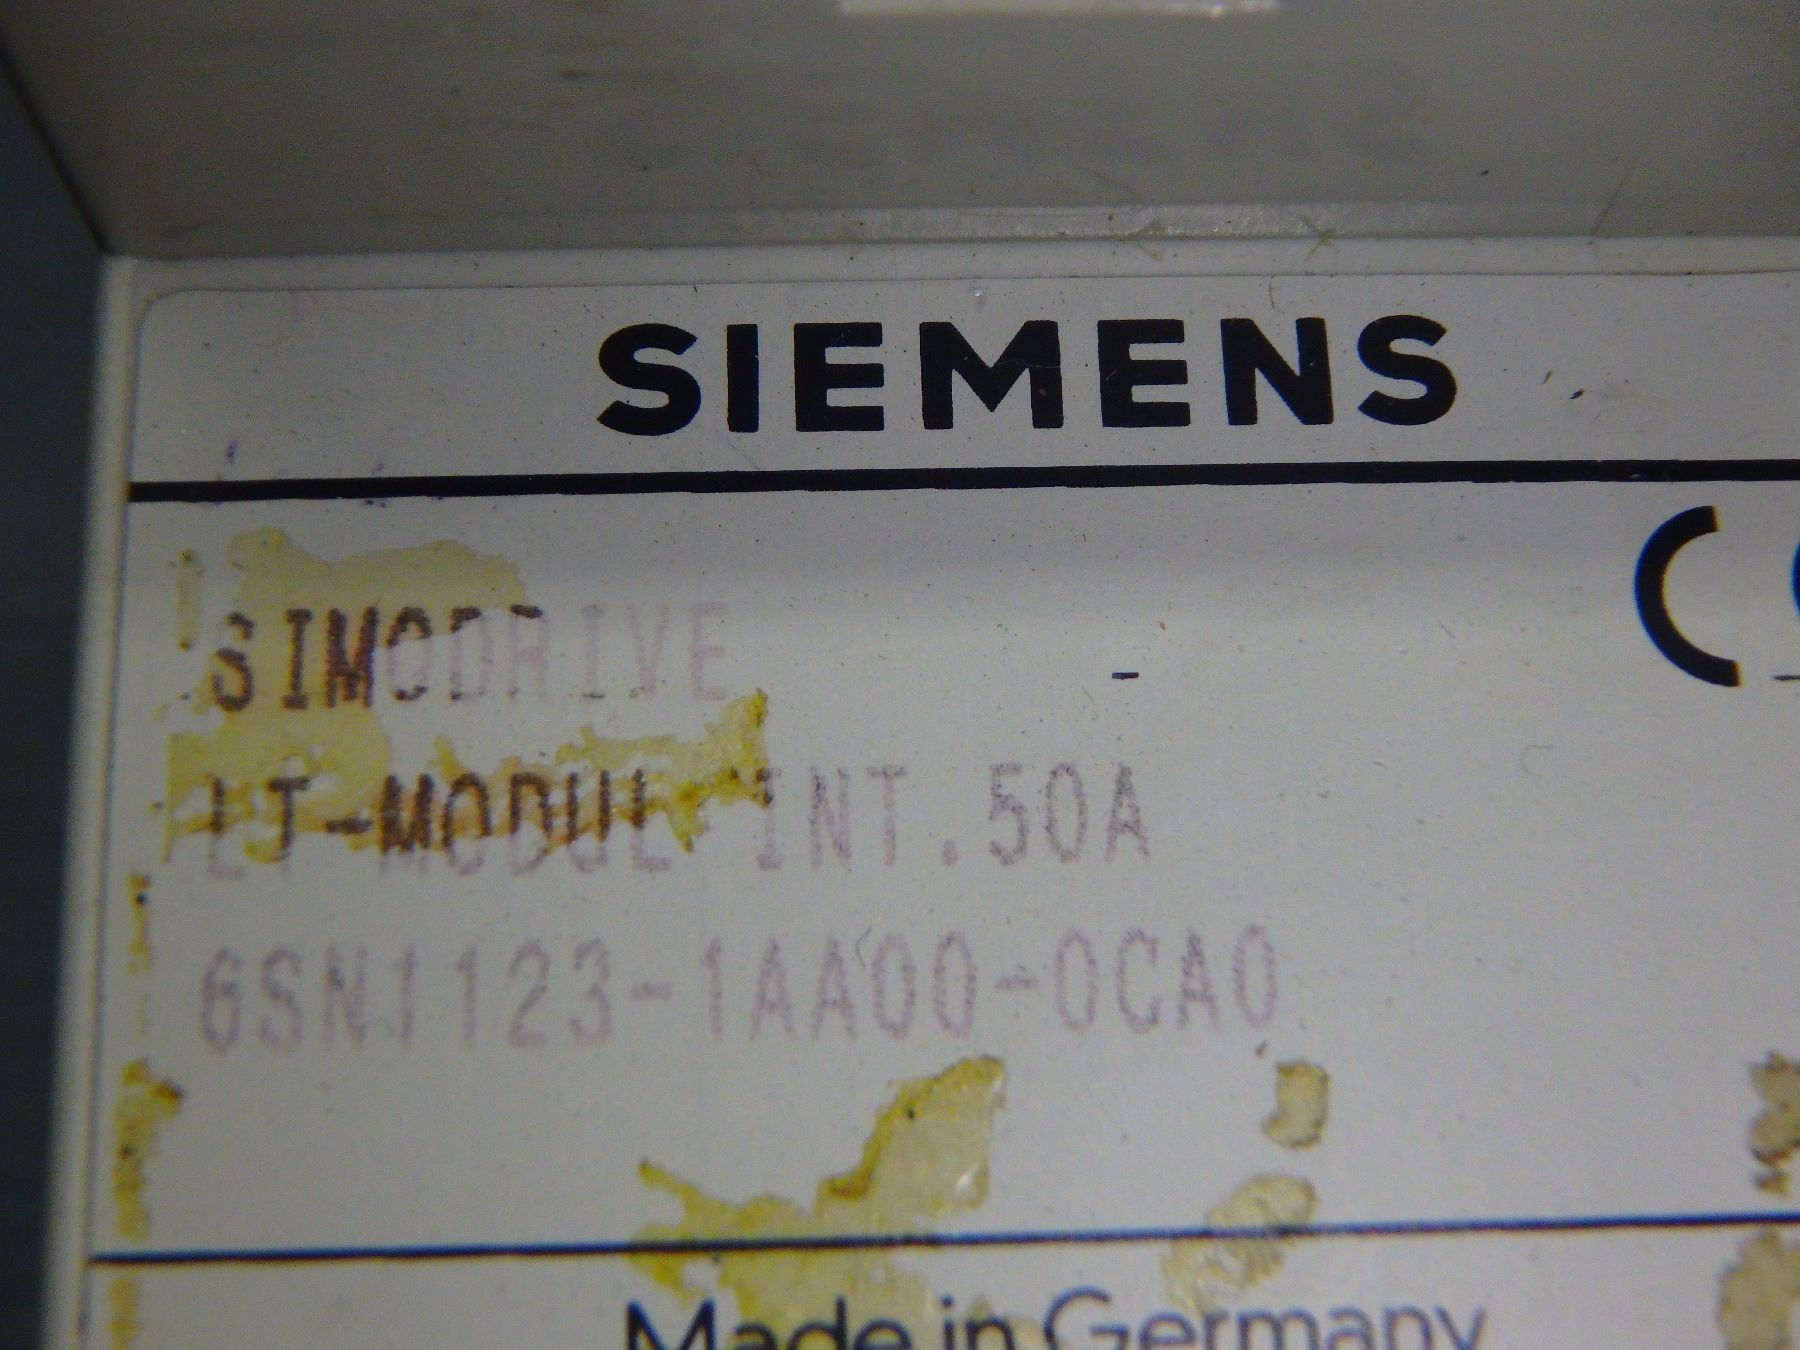 SIEMENS
SIMODRIVE
LT-MODUL INT.50A
6SN1123-1AA00-0CA0
Made in Germany